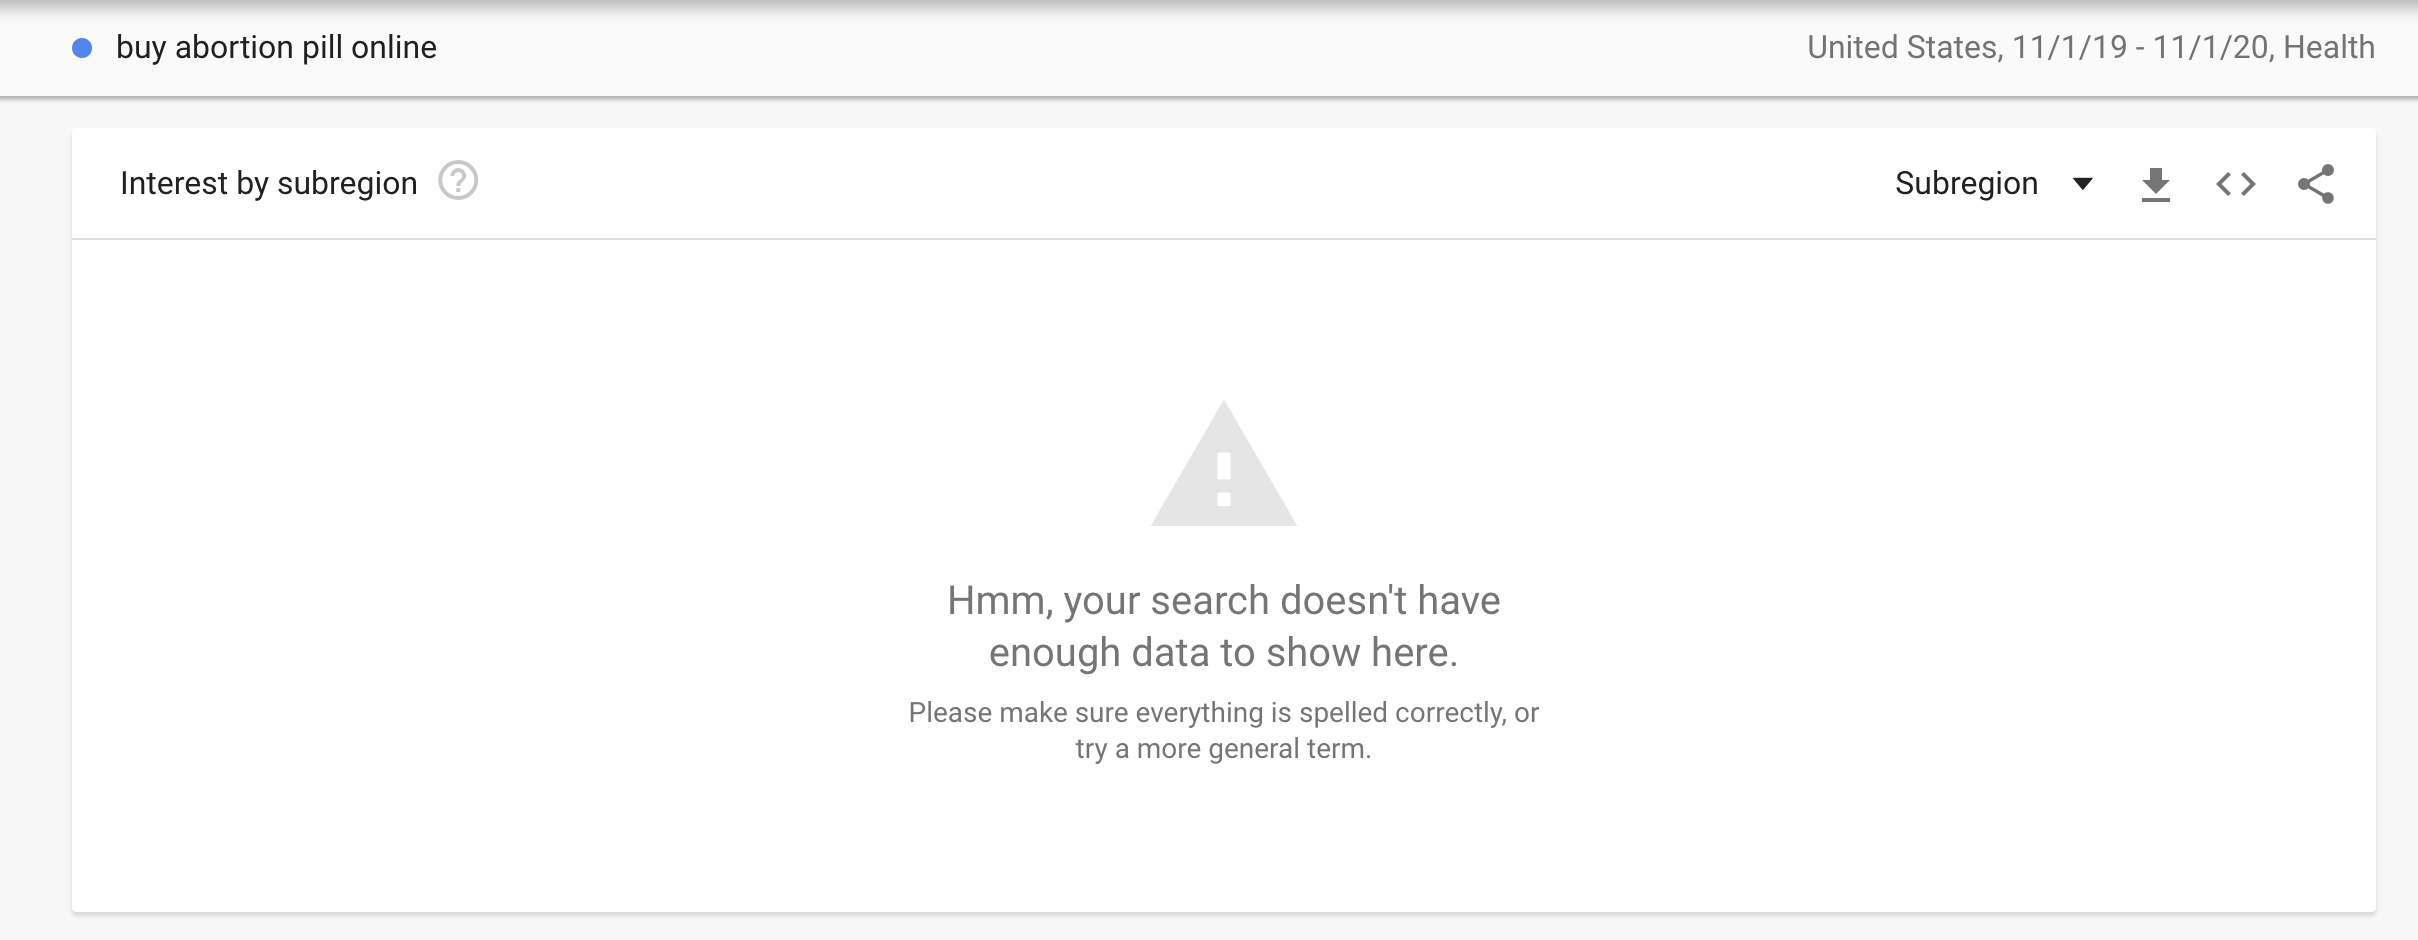 buy abortion pill online
United States, 11/1/19 - 11/1/20, Health
Interest by subregion ?
Subregion
Hmm, your search doesn't have
enough data to show here.
Please make sure everything is spelled correctly, or
try a more general term.